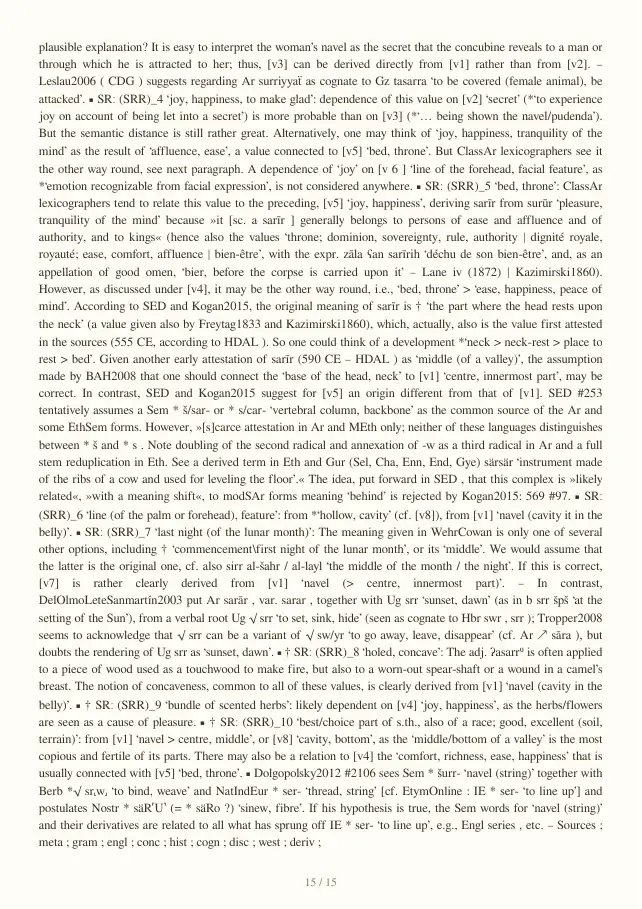 plausible explanation? It is easy to interpret the woman's navel as the secret that the concubine reveals to a man or
through which he is attracted to her; thus, [v3] can be derived directly from [v1] rather than from [v2]. –
Leslau2006 ( CDG ) suggests regarding Ar surriyyaẗ as cognate to Gz tasarra ‘to be covered (female animal), be
attacked’. ▪ SR: (SRR)_4 ‘joy, happiness, to make glad’: dependence of this value on [v2] ‘secret’ (*‘to experience
joy on account of being let into a secret’) is more probable than on [v3] (*‘… being shown the navel/pudenda’).
But the semantic distance is still rather great. Alternatively, one may think of ‘joy, happiness, tranquility of the
mind’ as the result of ‘affluence, ease’, a value connected to [v5] ‘bed, throne’. But ClassAr lexicographers see it
the other way round, see next paragraph. A dependence of ‘joy’ on [v 6 ] ‘line of the forehead, facial feature’, as
*‘emotion recognizable from facial expression’, is not considered anywhere. ▪ SR: (SRR)_5 ‘bed, throne’: ClassAr
lexicographers tend to relate this value to the preceding, [v5] ‘joy, happiness’, deriving sarīr from surūr ‘pleasure,
tranquility of the mind’ because »it [sc. a sarīr ] generally belongs to persons of ease and affluence and of
authority, and to kings« (hence also the values ‘throne; dominion, sovereignty, rule, authority | dignité royale,
royauté; ease, comfort, affluence | bien-être’, with the expr. zāla ʕan sarīrih ‘déchu de son bien-être’, and, as an
appellation of good omen, ‘bier, before the corpse is carried upon it’ – Lane iv (1872) | Kazimirski1860).
However, as discussed under [v4], it may be the other way round, i.e., ‘bed, throne’ > ‘ease, happiness, peace of
mind’. According to SED and Kogan2015, the original meaning of sarīr is † ‘the part where the head rests upon
the neck’ (a value given also by Freytag1833 and Kazimirski1860), which, actually, also is the value first attested
in the sources (555 CE, according to HDAL ). So one could think of a development *‘neck > neck-rest > place to
rest > bed’. Given another early attestation of sarīr (590 CE – HDAL ) as ‘middle (of a valley)’, the assumption
made by BAH2008 that one should connect the ‘base of the head, neck’ to [v1] ‘centre, innermost part’, may be
correct. In contrast, SED and Kogan2015 suggest for [v5] an origin different from that of [v1]. SED #253
tentatively assumes a Sem * š/sar- or * s/car- ‘vertebral column, backbone’ as the common source of the Ar and
some EthSem forms. However, »[s]carce attestation in Ar and MEth only; neither of these languages distinguishes
between * š and * s . Note doubling of the second radical and annexation of -w as a third radical in Ar and a full
stem reduplication in Eth. See a derived term in Eth and Gur (Sel, Cha, Enn, End, Gye) särsär ‘instrument made
of the ribs of a cow and used for leveling the floor’.« The idea, put forward in SED , that this complex is »likely
related«, »with a meaning shift«, to modSAr forms meaning ‘behind’ is rejected by Kogan2015: 569 #97. ▪ SR:
(SRR)_6 ‘line (of the palm or forehead), feature’: from *‘hollow, cavity’ (cf. [v8]), from [v1] ‘navel (cavity it in the
belly)’. ▪ SR: (SRR)_7 ‘last night (of the lunar month)’: The meaning given in WehrCowan is only one of several
other options, including † ‘commencement\first night of the lunar month’, or its ‘middle’. We would assume that
the latter is the original one, cf. also sirr al-šahr / al-layl ‘the middle of the month / the night’. If this is correct,
[v7] is rather clearly derived from [v1] ‘navel (> centre, innermost part)’. – In contrast,
DelOlmoLeteSanmartín2003 put Ar sarār , var. sarar , together with Ug srr ‘sunset, dawn’ (as in b srr špš ‘at the
setting of the Sun’), from a verbal root Ug √ srr ‘to set, sink, hide’ (seen as cognate to Hbr swr , srr ); Tropper2008
seems to acknowledge that √ srr can be a variant of √ sw/yr ‘to go away, leave, disappear’ (cf. Ar ↗ sāra ), but
doubts the rendering of Ug srr as ‘sunset, dawn’. ▪ † SR: (SRR)_8 ‘holed, concave’: The adj. ʔasarrᵘ is often applied
to a piece of wood used as a touchwood to make fire, but also to a worn-out spear-shaft or a wound in a camel’s
breast. The notion of concaveness, common to all of these values, is clearly derived from [v1] ‘navel (cavity in the
belly)’. ▪ † SR: (SRR)_9 ‘bundle of scented herbs’: likely dependent on [v4] ‘joy, happiness’, as the herbs/flowers
are seen as a cause of pleasure. ▪ † SR: (SRR)_10 ‘best/choice part of s.th., also of a race; good, excellent (soil,
terrain)’: from [v1] ‘navel > centre, middle’, or [v8] ‘cavity, bottom’, as the ‘middle/bottom of a valley’ is the most
copious and fertile of its parts. There may also be a relation to [v4] the ‘comfort, richness, ease, happiness’ that is
usually connected with [v5] ‘bed, throne’. ▪ Dolgopolsky2012 #2106 sees Sem * šurr- ‘navel (string)’ together with
Berb *√ sr,w, ‘to bind, weave’ and NatIndEur * ser- ‘thread, string’ [cf. EtymOnline : IE * ser- ‘to line up’] and
postulates Nostr * säRʿUʾ (= * säRo ?) ‘sinew, fibre’. If his hypothesis is true, the Sem words for ‘navel (string)’
and their derivatives are related to all what has sprung off IE * ser- ‘to line up’, e.g., Engl series , etc. – Sources ;
meta ; gram ; engl ; conc ; hist ; cogn ; disc ; west ; deriv ;
15 / 15